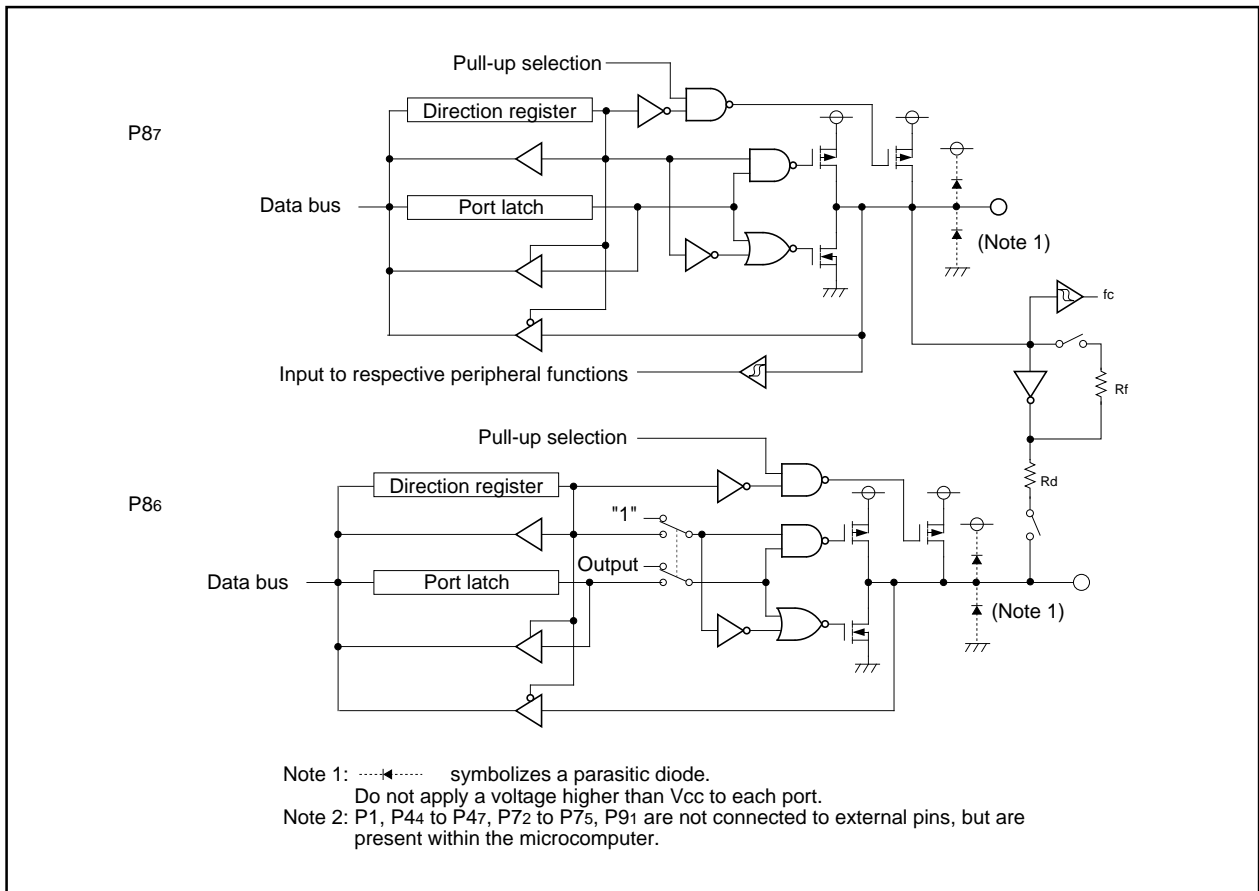 Pull-up selection
Direction register
P87
Data bus
Port latch
(Note 1)
fc
Input to respective peripheral functions
Rf
Pull-up selection
Direction register
Rd
P86
"1"
Output
Data bus
Port latch
(Note 1)
Note 1: symbolizes a parasitic diode.
Do not apply a voltage higher than Vcc to each port.
Note 2: P1, P44 to P47, P72 to P75, P91 are not connected to external pins, but are
present within the microcomputer.